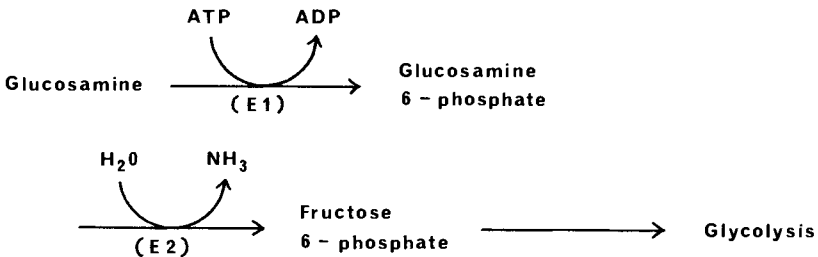 ATP ADP
Glucosamine
Glucosamine
6 - phosphate
(E1)
H₂0 NH₃
Fructose
6 - phosphate
Glycolysis
(E2)